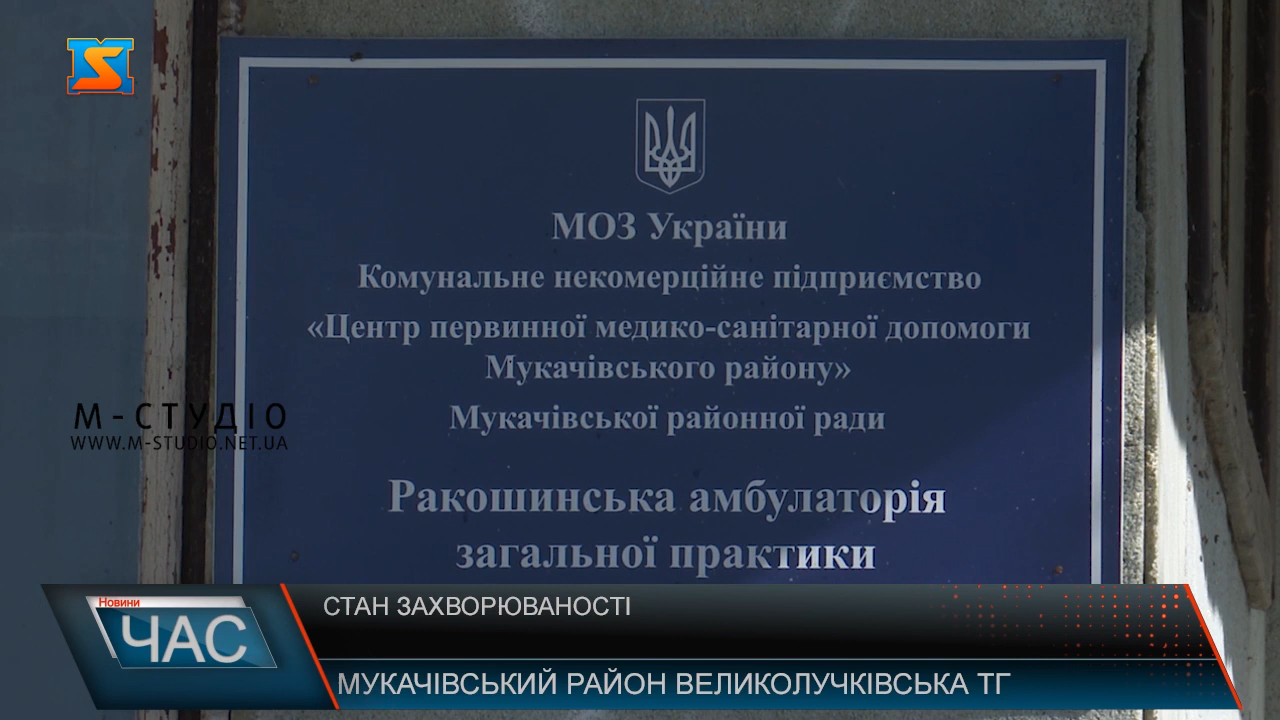 МОЗ України
Комунальне некомерційне підприємство
«Центр первинної медико-санітарної допомоги
Мукачівського району»
Мукачівської районної ради
Ракошинська амбулаторія
загальної практики
М-СТУДІО
WWW.M-STUDIO.NET.UA
Новини
ЧАС
СТАН ЗАХВОРЮВАНОСТІ
МУКАЧІВСЬКИЙ РАЙОН ВЕЛИКОЛУЧКІВСЬКА ТГ